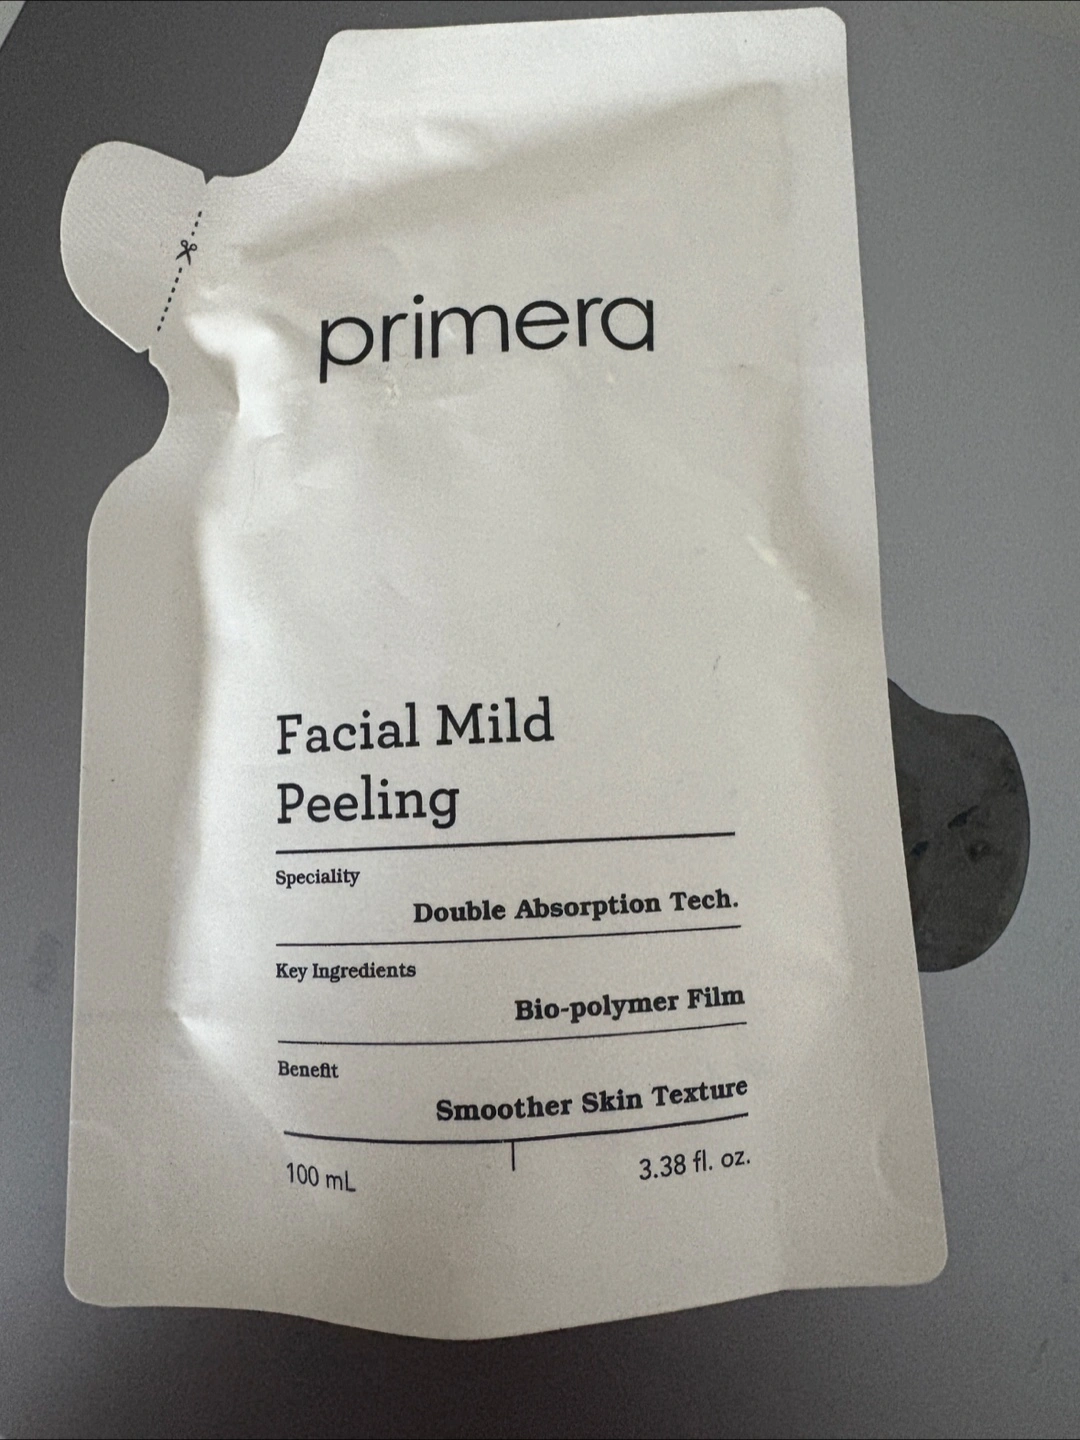 primera
Facial Mild
Peeling
Speciality
Double Absorption Tech.
Key Ingredients
Bio-polymer Film
Benefit
Smoother Skin Texture
100 mL
3.38 fl. oz.